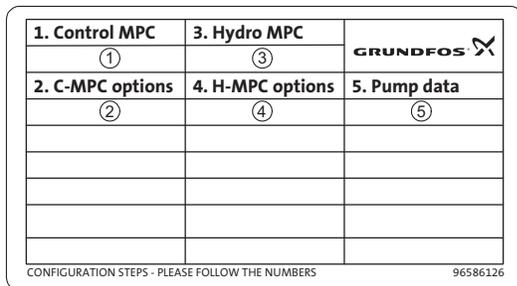 1. Control MPC 3. Hydro MPC GRUNDFOS
1 3
2. C-MPC options 4. H-MPC options 5. Pump data
2 4 5
CONFIGURATION STEPS - PLEASE FOLLOW THE NUMBERS 96586126